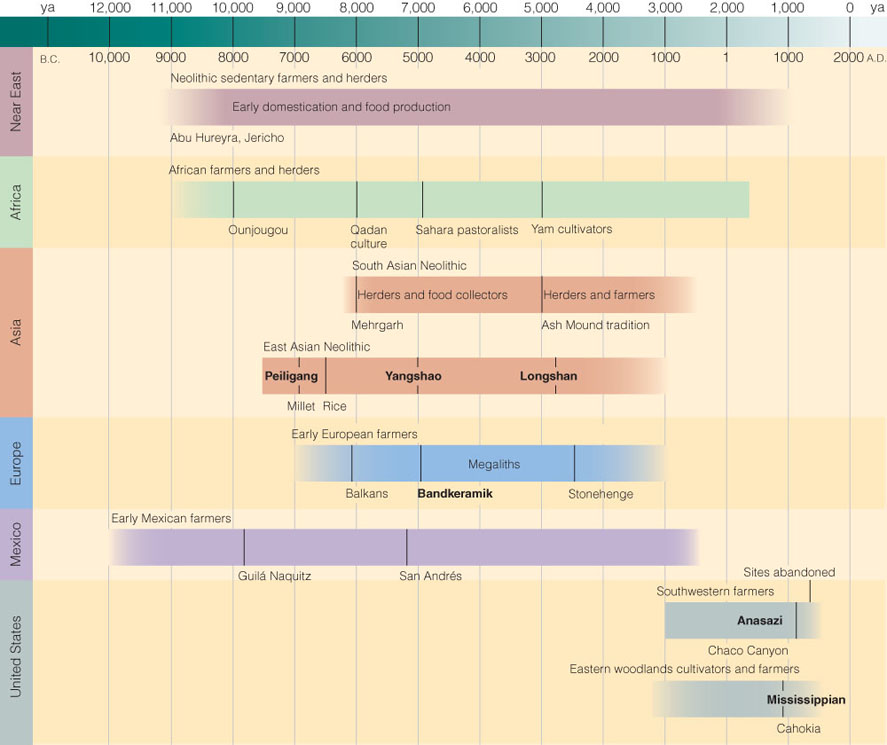 ya 12,000 11,000 10,000 9,000 8,000 7,000 6,000 5,000 4,000 3,000 2,000 1,000 0 ya
B.C. 10,000 9000 8000 7000 6000 5000 4000 3000 2000 1000 1 1000 2000 A.D.
Near East
Neolithic sedentary farmers and herders
Early domestication and food production
Abu Hureyra, Jericho
Africa
African farmers and herders
Ounjougou
Qadan
culture
Sahara pastoralists
Yam cultivators
Asia
South Asian Neolithic
Herders and food collectors
Herders and farmers
Mehrgarh
Ash Mound tradition
East Asian Neolithic
Peiligang
Yangshao
Longshan
Millet
Rice
Europe
Early European farmers
Megaliths
Balkans
Bandkeramik
Stonehenge
Mexico
Early Mexican farmers
Guilá Naquitz
San Andrés
United States
Sites abandoned
Southwestern farmers
Anasazi
Chaco Canyon
Eastern woodlands cultivators and farmers
Mississippian
Cahokia